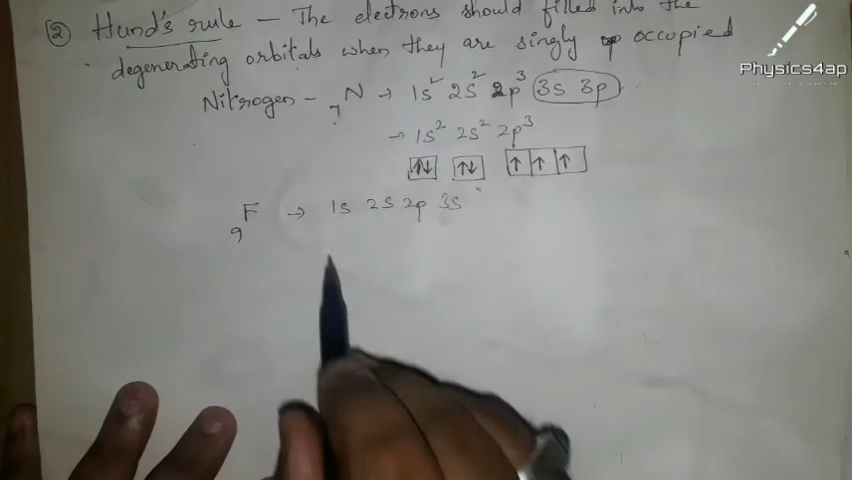 ② Hund's rule – The electrons should filled into the
degenerating orbitals when they are singly occupied
Physics4ap
Nitrogen – ₇N → 1s² 2s² 2p³ 3s 3p ...
→ 1s² 2s² 2p³
↑↓ ↑↓ ↑ ↑ ↑
₉F → 1s 2s 2p 3s